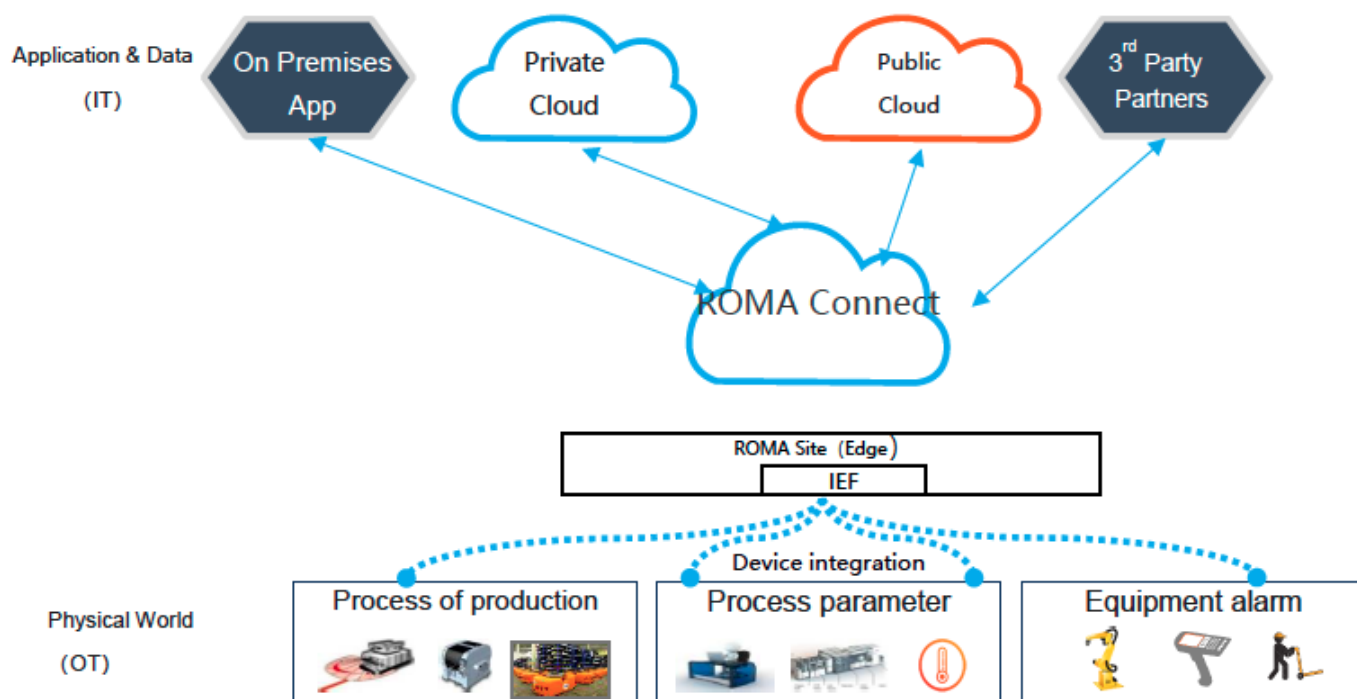 Application & Data
(IT)
On Premises
App
Private
Cloud
Public
Cloud
3rd Party
Partners
ROMA Connect
ROMA Site (Edge)
IEF
Device integration
Physical World
(OT)
Process of production
Process parameter
Equipment alarm